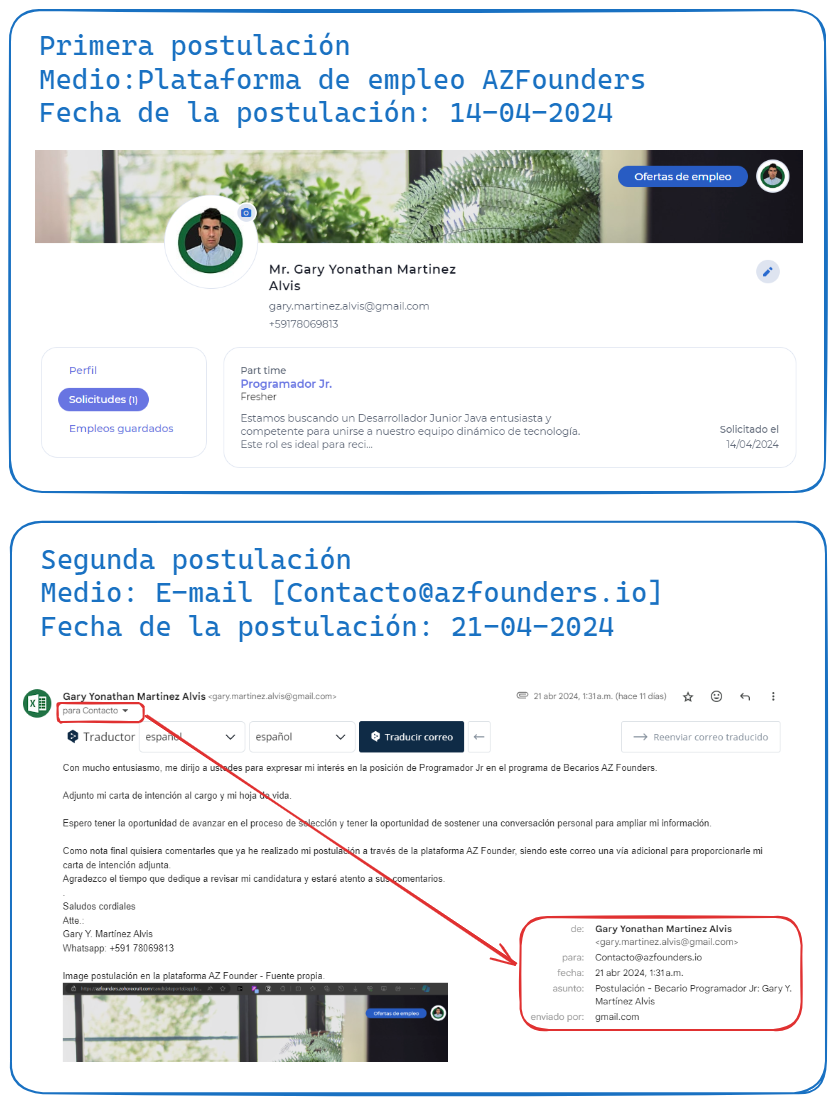 Primera postulación
Medio:Plataforma de empleo AZFounders
Fecha de la postulación: 14-04-2024
Ofertas de empleo
Mr. Gary Yonathan Martinez
Alvis
gary.martinez.alvis@gmail.com
+59178069813
Perfil
Solicitudes (1)
Empleos guardados
Part time
Programador Jr.
Fresher
Estamos buscando un Desarrollador Junior Java entusiasta y
competente para unirse a nuestro equipo dinámico de tecnología.
Este rol es ideal para reci...
Solicitado el
14/04/2024
Segunda postulación
Medio: E-mail [Contacto@azfounders.io]
Fecha de la postulación: 21-04-2024
Gary Yonathan Martinez Alvis <gary.martinez.alvis@gmail.com>
21 abr 2024, 1:31 a.m. (hace 11 días)
para Contacto
Traductor español español Traducir correo Reenviar correo traducido
Con mucho entusiasmo, me dirijo a ustedes para expresar mi interés en la posición de Programador Jr en el programa de Becarios AZ Founders.
Adjunto mi carta de intención al cargo y mi hoja de vida.
Espero tener la oportunidad de avanzar en el proceso de selección y tener la oportunidad de sostener una conversación personal para ampliar mi información.
Como nota final quisiera comentarles que ya he realizado mi postulación a través de la plataforma AZ Founder, siendo este correo una vía adicional para proporcionarle mi
carta de intención adjunta.
Agradezco el tiempo que dedique a revisar mi candidatura y estaré atento a sus comentarios.
.
Saludos cordiales
Atte.:
Gary Y. Martínez Alvis
Whatsapp: +591 78069813
Image postulación en la plataforma AZ Founder - Fuente propia.
Ofertas de empleo
de: Gary Yonathan Martinez Alvis
<gary.martinez.alvis@gmail.com>
para: Contacto@azfounders.io
fecha: 21 abr 2024, 1:31 a.m.
asunto: Postulación - Becario Programador Jr: Gary Y.
Martínez Alvis
enviado por: gmail.com